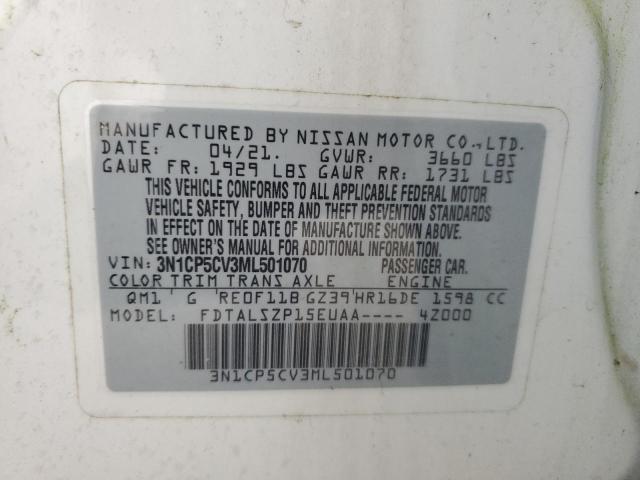 MANUFACTURED BY NISSAN MOTOR CO., LTD.
DATE: 04/21. GVWR: 3660 LBS
GAWR FR: 1929 LBS GAWR RR: 1731 LBS
THIS VEHICLE CONFORMS TO ALL APPLICABLE FEDERAL MOTOR
VEHICLE SAFETY, BUMPER AND THEFT PREVENTION STANDARDS
IN EFFECT ON THE DATE OF MANUFACTURE SHOWN ABOVE.
SEE OWNER'S MANUAL FOR ADDITIONAL INFORMATION.
VIN: 3N1CP5CV3ML501070 PASSENGER CAR.
COLOR TRIM TRANS AXLE ENGINE
QM1 G RE0F11B GZ39 HR16DE 1598 CC
MODEL: FDTALSZP15EUAA---- 4Z000
3N1CP5CV3ML501070